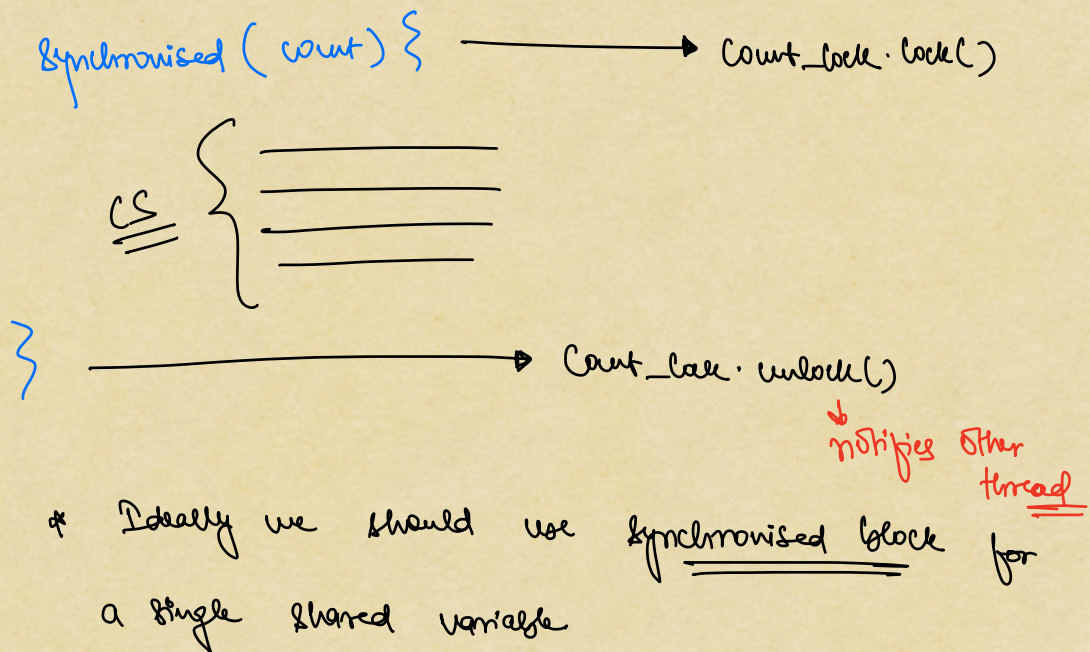 Synchronised ( count ) {
Count_lock. lock()
CS {
}
Count_lock. unlock()
notifies other
thread
* Ideally we should use synchronised block for
a single shared variable